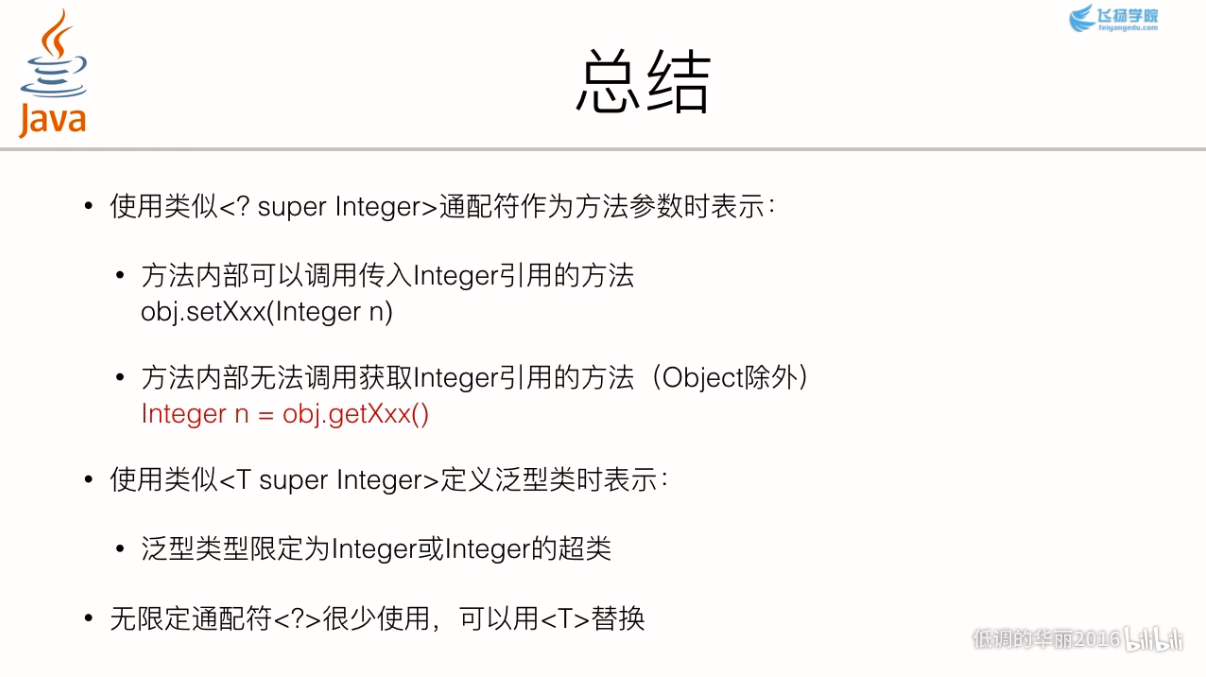 Java
飞扬学院
feiyangedu.com
总结
• 使用类似<? super Integer>通配符作为方法参数时表示：
• 方法内部可以调用传入Integer引用的方法
obj.setXxx(Integer n)
• 方法内部无法调用获取Integer引用的方法（Object除外）
Integer n = obj.getXxx()
• 使用类似<T super Integer>定义泛型类时表示：
• 泛型类型限定为Integer或Integer的超类
• 无限定通配符<?>很少使用，可以用<T>替换
低调的华丽2016 bilibili